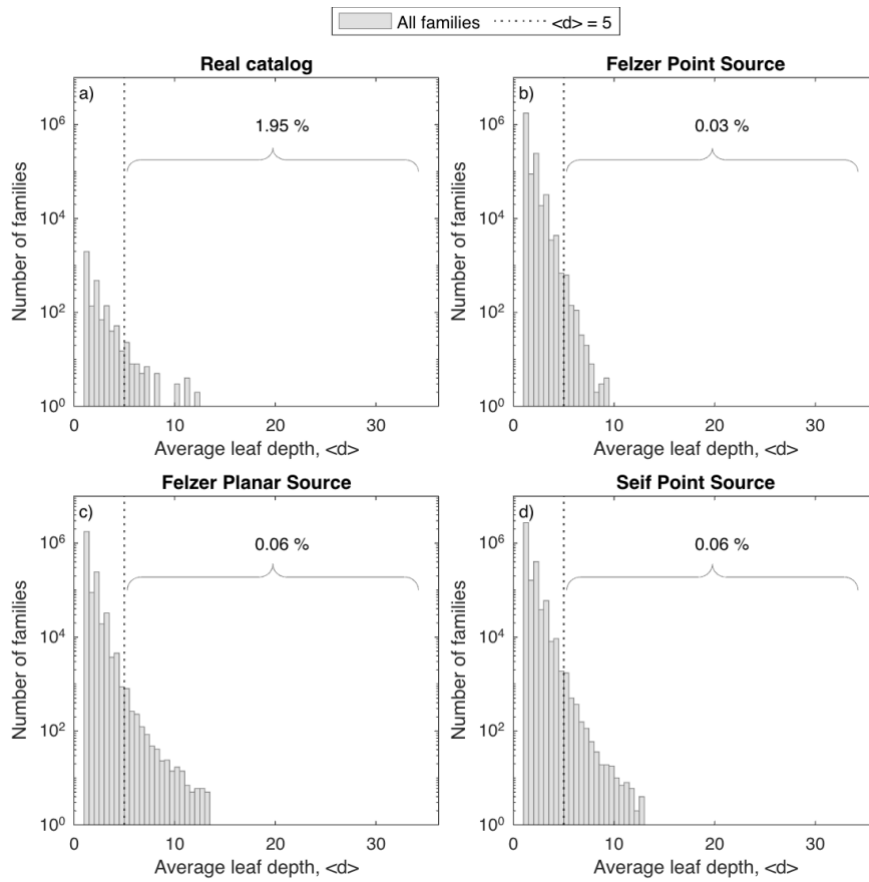 All families <d> = 5
Real catalog
a)
1.95 %
10^6
10^4
10^2
10^0
Number of families
0 10 20 30
Average leaf depth, <d>
Felzer Point Source
b)
0.03 %
10^6
10^4
10^2
10^0
Number of families
0 10 20 30
Average leaf depth, <d>
Felzer Planar Source
c)
0.06 %
10^6
10^4
10^2
10^0
Number of families
0 10 20 30
Average leaf depth, <d>
Seif Point Source
d)
0.06 %
10^6
10^4
10^2
10^0
Number of families
0 10 20 30
Average leaf depth, <d>